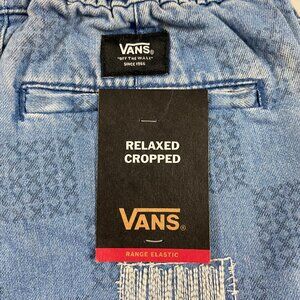 VANS®
"OFF THE WALL"
SINCE 1966
RELAXED
CROPPED
VANS®
RANGE ELASTIC